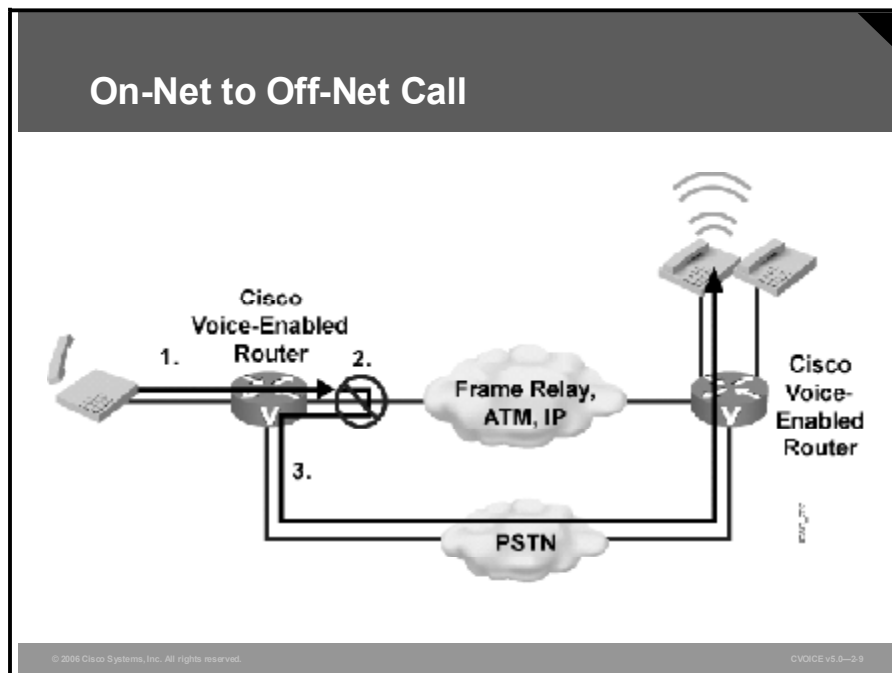 On-Net to Off-Net Call
Cisco
Voice-Enabled
Router
1.
2.
3.
V
Frame Relay,
ATM, IP
PSTN
Cisco
Voice-
Enabled
Router
V
© 2006 Cisco Systems, Inc. All rights reserved.
CVOICE v5.0—2-9